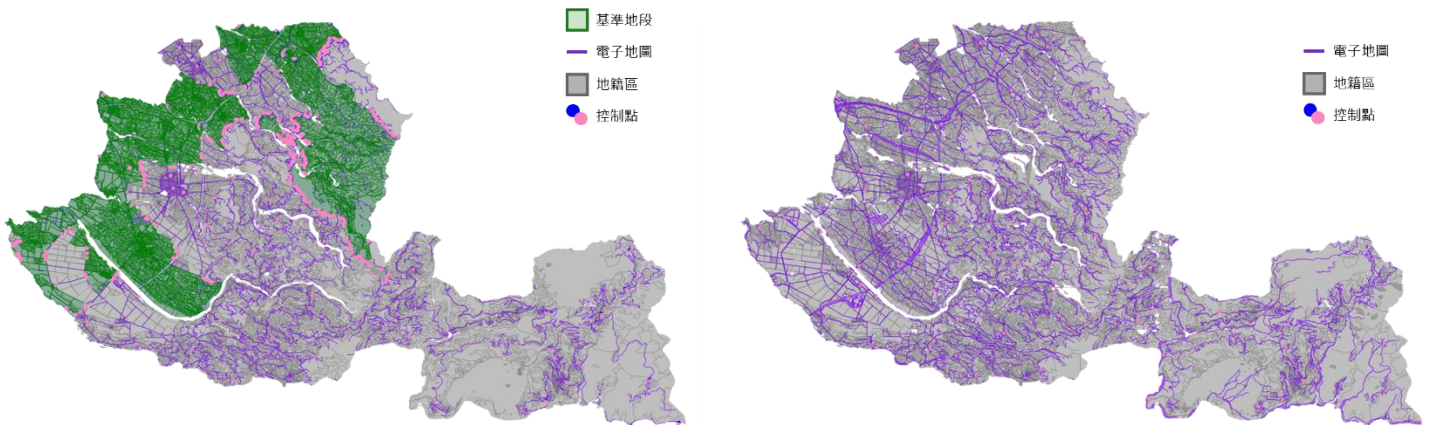 基準地段
電子地圖
地籍區
控制點
電子地圖
地籍區
控制點